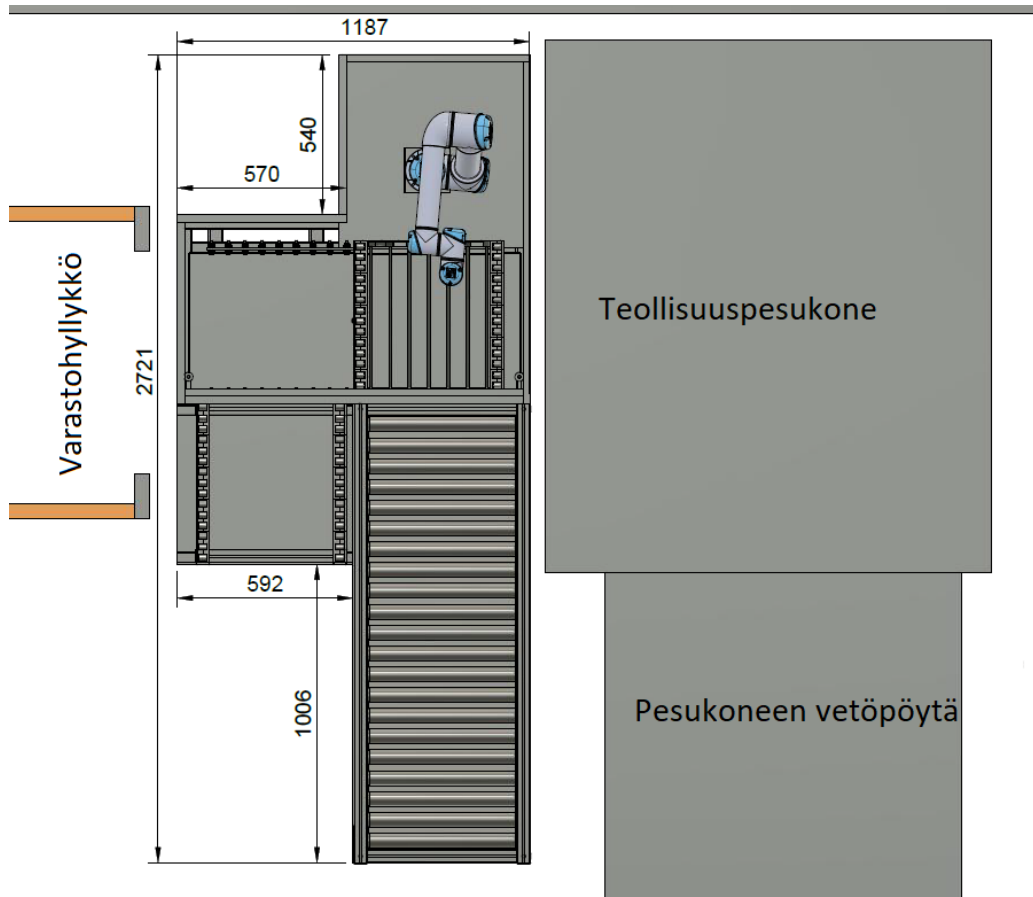 1187
540
570
Varastohyllykkö
2721
Teollisuuspesukone
592
1006
Pesukoneen vetöpöytä